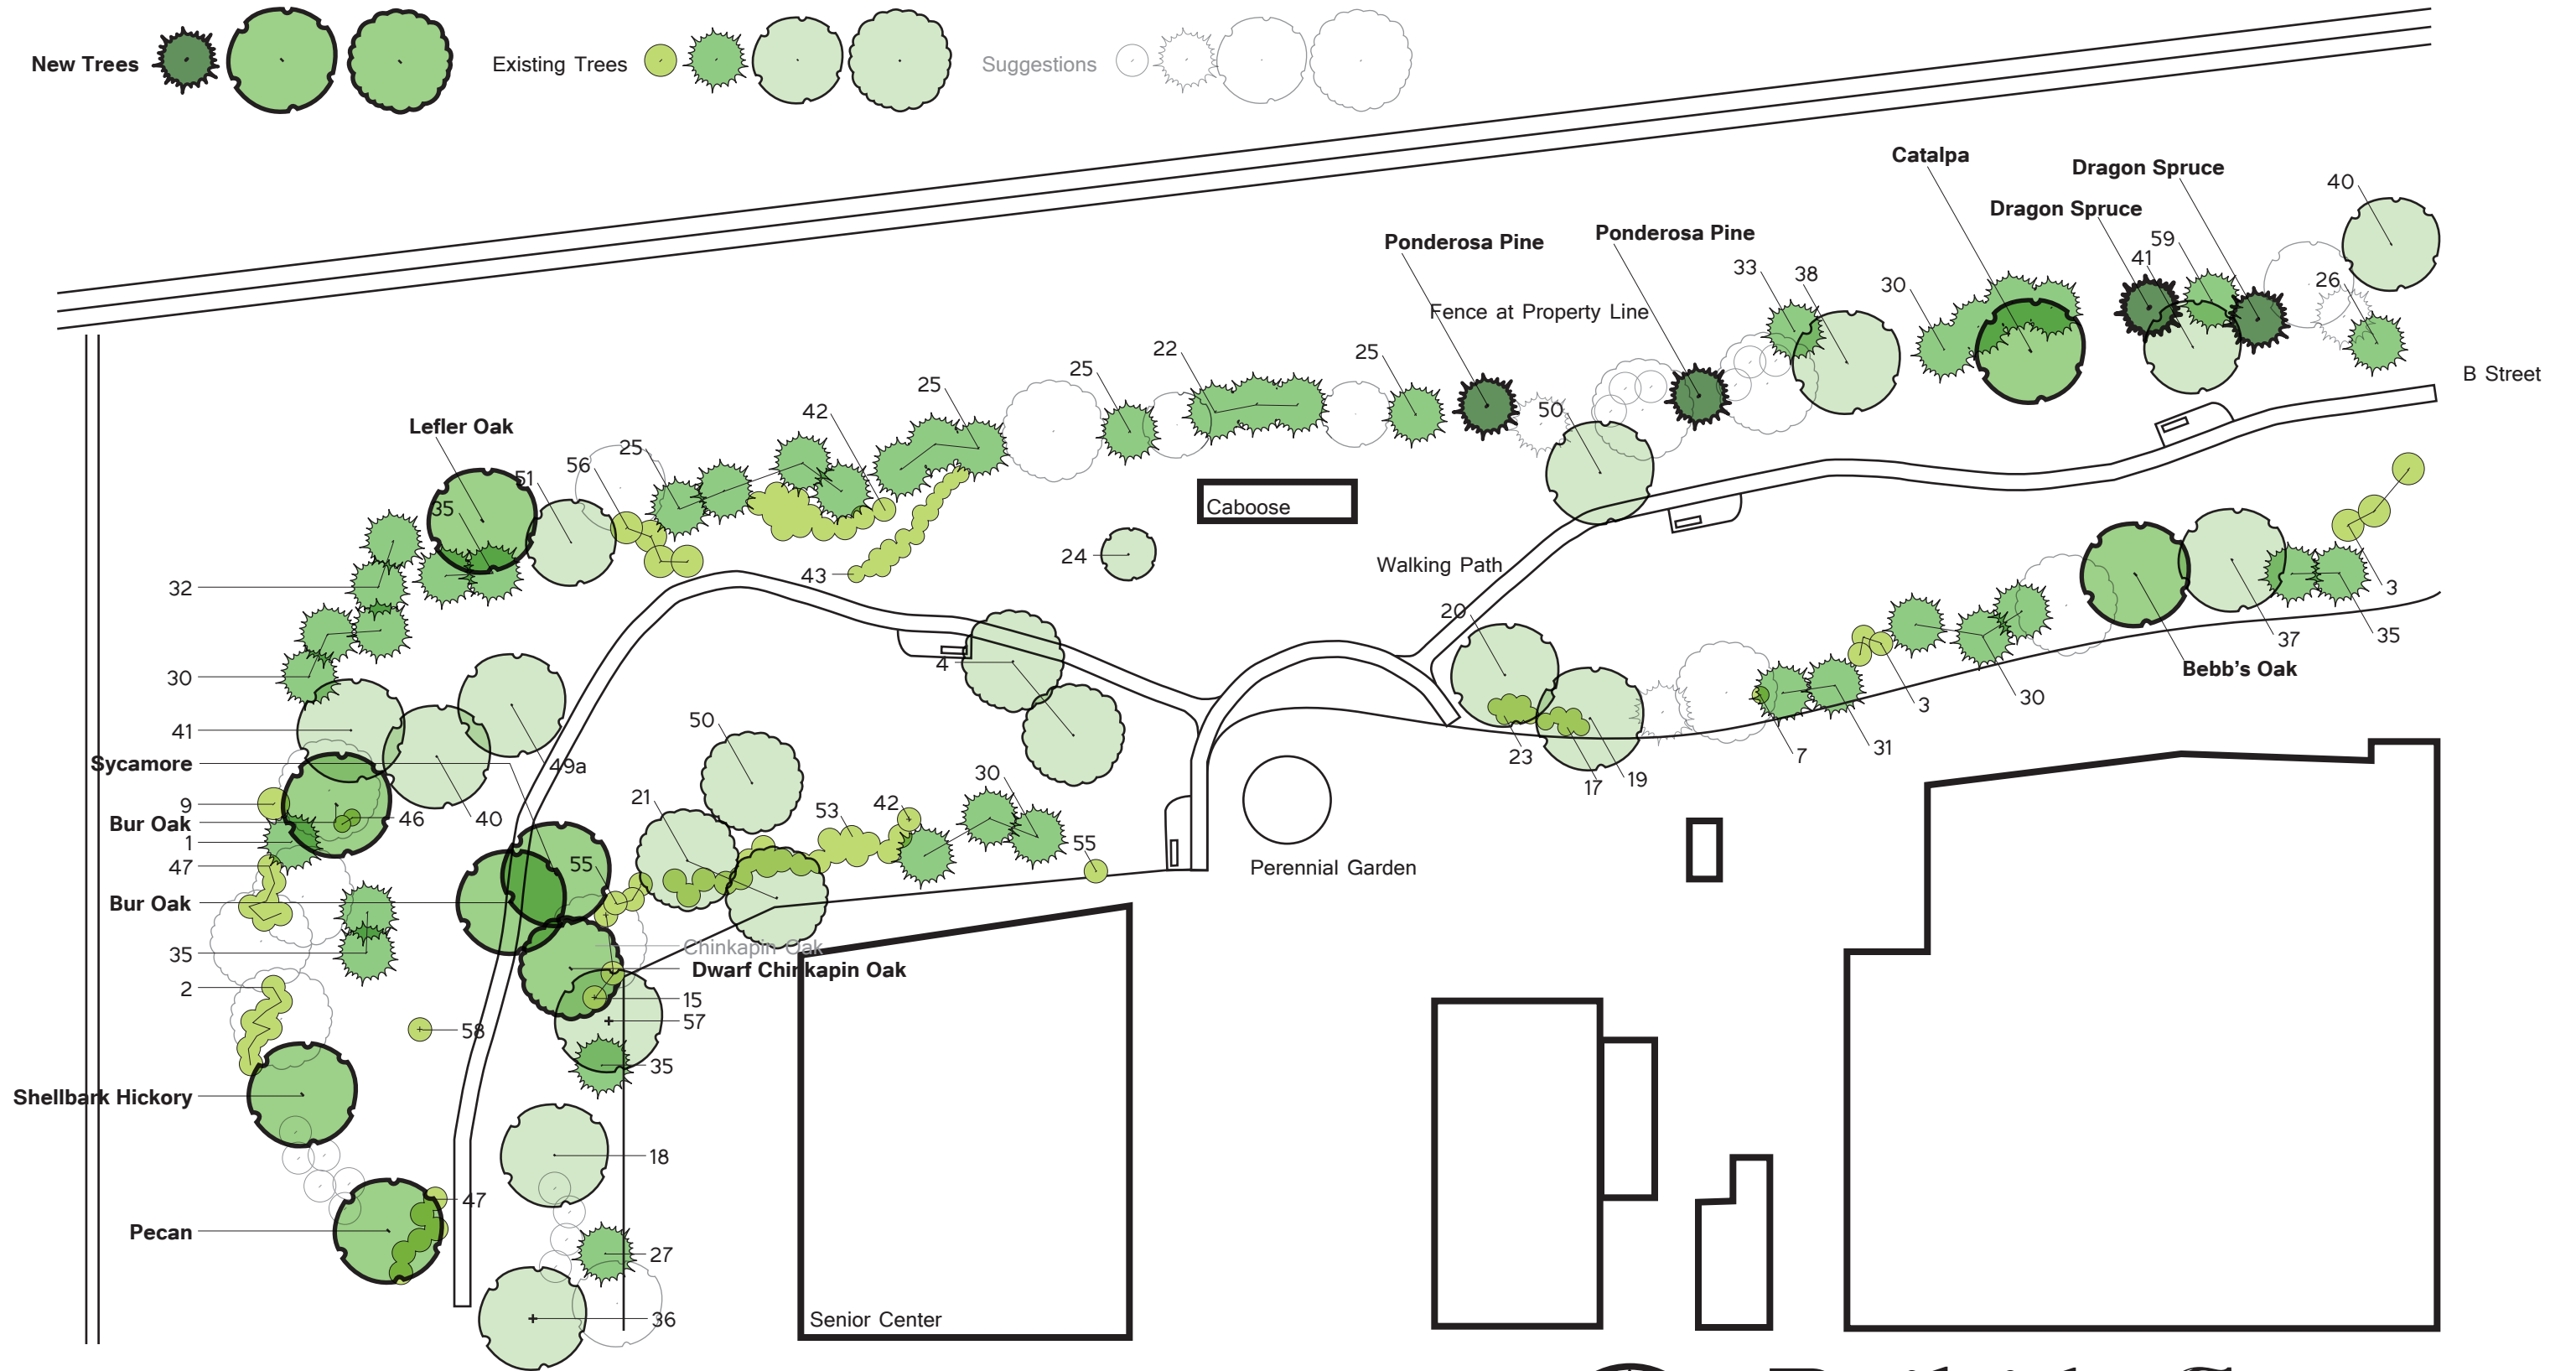 New Trees
Existing Trees
Suggestions
Catalpa
Dragon Spruce
40
Dragon Spruce
Ponderosa Pine
Ponderosa Pine
59
41
33
38
30
26
Fence at Property Line
22
25
25
25
B Street
42
50
Lefler Oak
25
56
51
35
Caboose
24
43
Walking Path
32
3
20
37
35
4
30
Bebb's Oak
30
3
41
50
Sycamore
49a
23
7
31
17
19
30
21
9
53
42
46
40
Bur Oak
1
55
47
55
Perennial Garden
Bur Oak
Chinkapin Oak
35
Dwarf Chinkapin Oak
2
15
57
58
35
Shellbark Hickory
18
47
Pecan
27
36
Senior Center